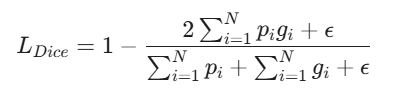 L_{Dice} = 1 - \frac{2 \sum_{i=1}^{N} p_i g_i + \epsilon}{\sum_{i=1}^{N} p_i + \sum_{i=1}^{N} g_i + \epsilon}